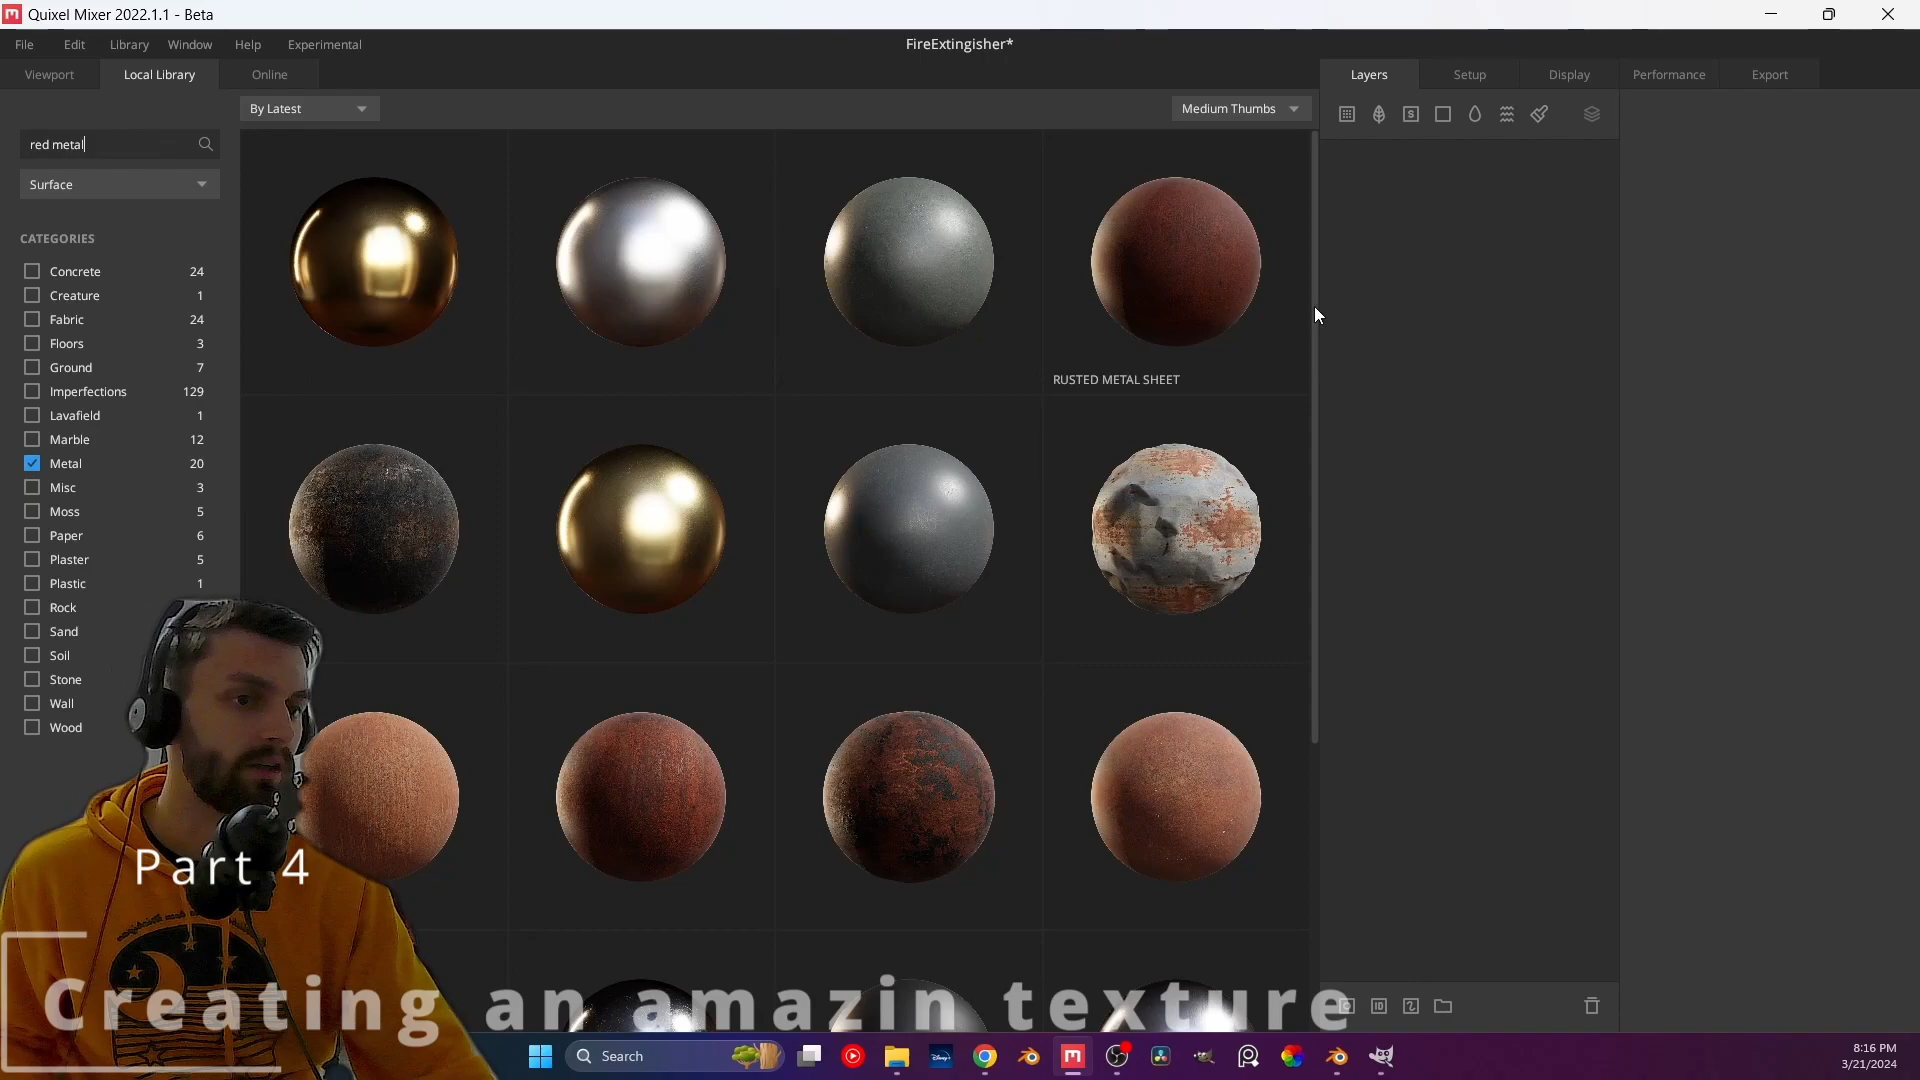 Quixel Mixer 2022.1.1 - Beta
File Edit Library Window Help Experimental
FireExtingisher*
Viewport Local Library Online
Layers Setup Display Performance Export
By Latest
Medium Thumbs
red metal
Surface
CATEGORIES
Concrete 24
Creature 1
Fabric 24
Floors 3
Ground 7
Imperfections 129
Lavafield 1
Marble 12
Metal 20
Misc 3
Moss 5
Paper 6
Plaster 5
Plastic 1
Rock
Sand
Soil
Stone
Wall
Wood
RUSTED METAL SHEET
Part 4
Creating an amazin texture
Search
Disney+
8:16 PM
3/21/2024